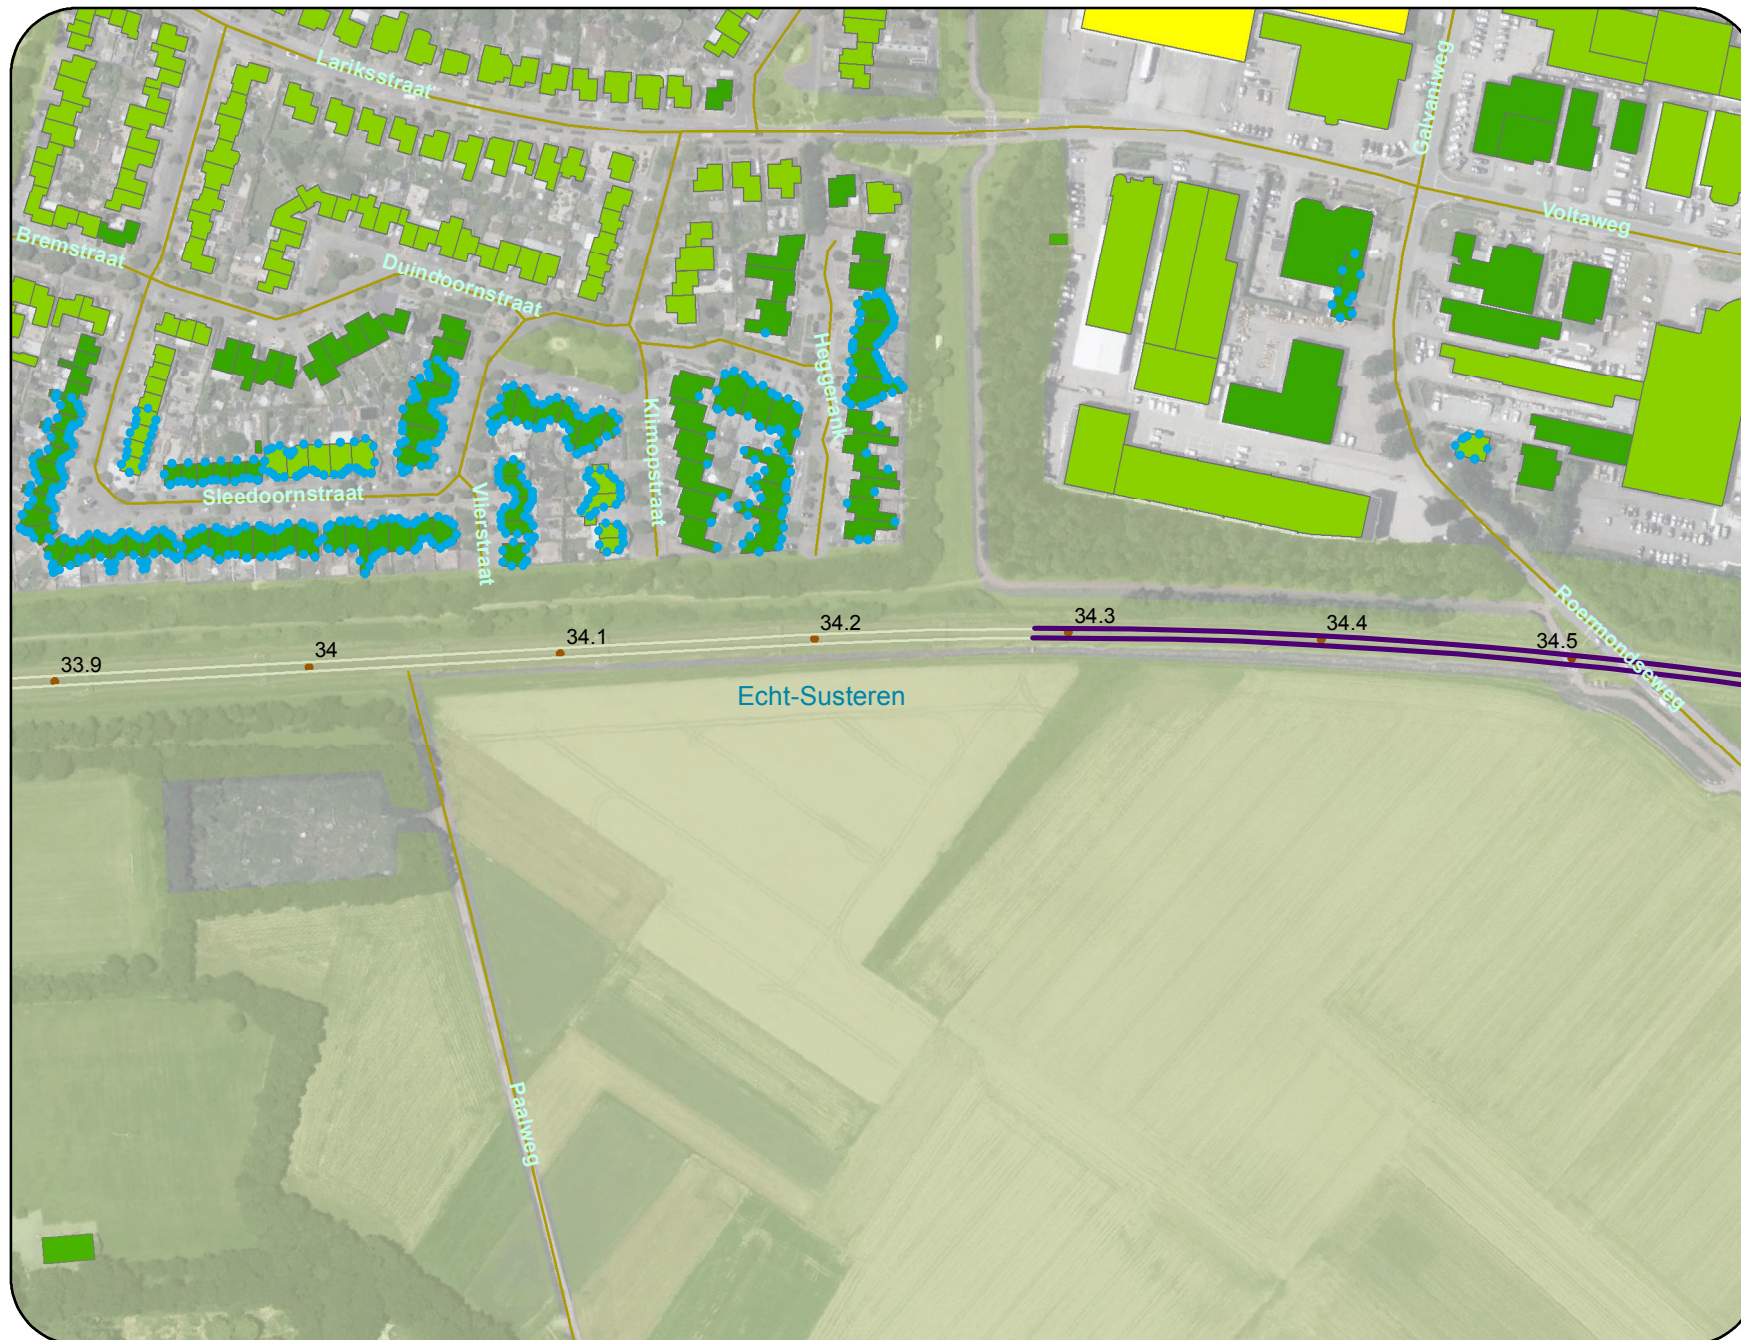 Lariksstraat
Galvaniweg
Voltaweg
Bremstraat
Duindoornstraat
Heggerank
Klimopstraat
Sleedoornstraat
Vlierstraat
Roermondseweg
33.9
34
34.1
34.2
34.3
34.4
34.5
Echt-Susteren
Paalweg